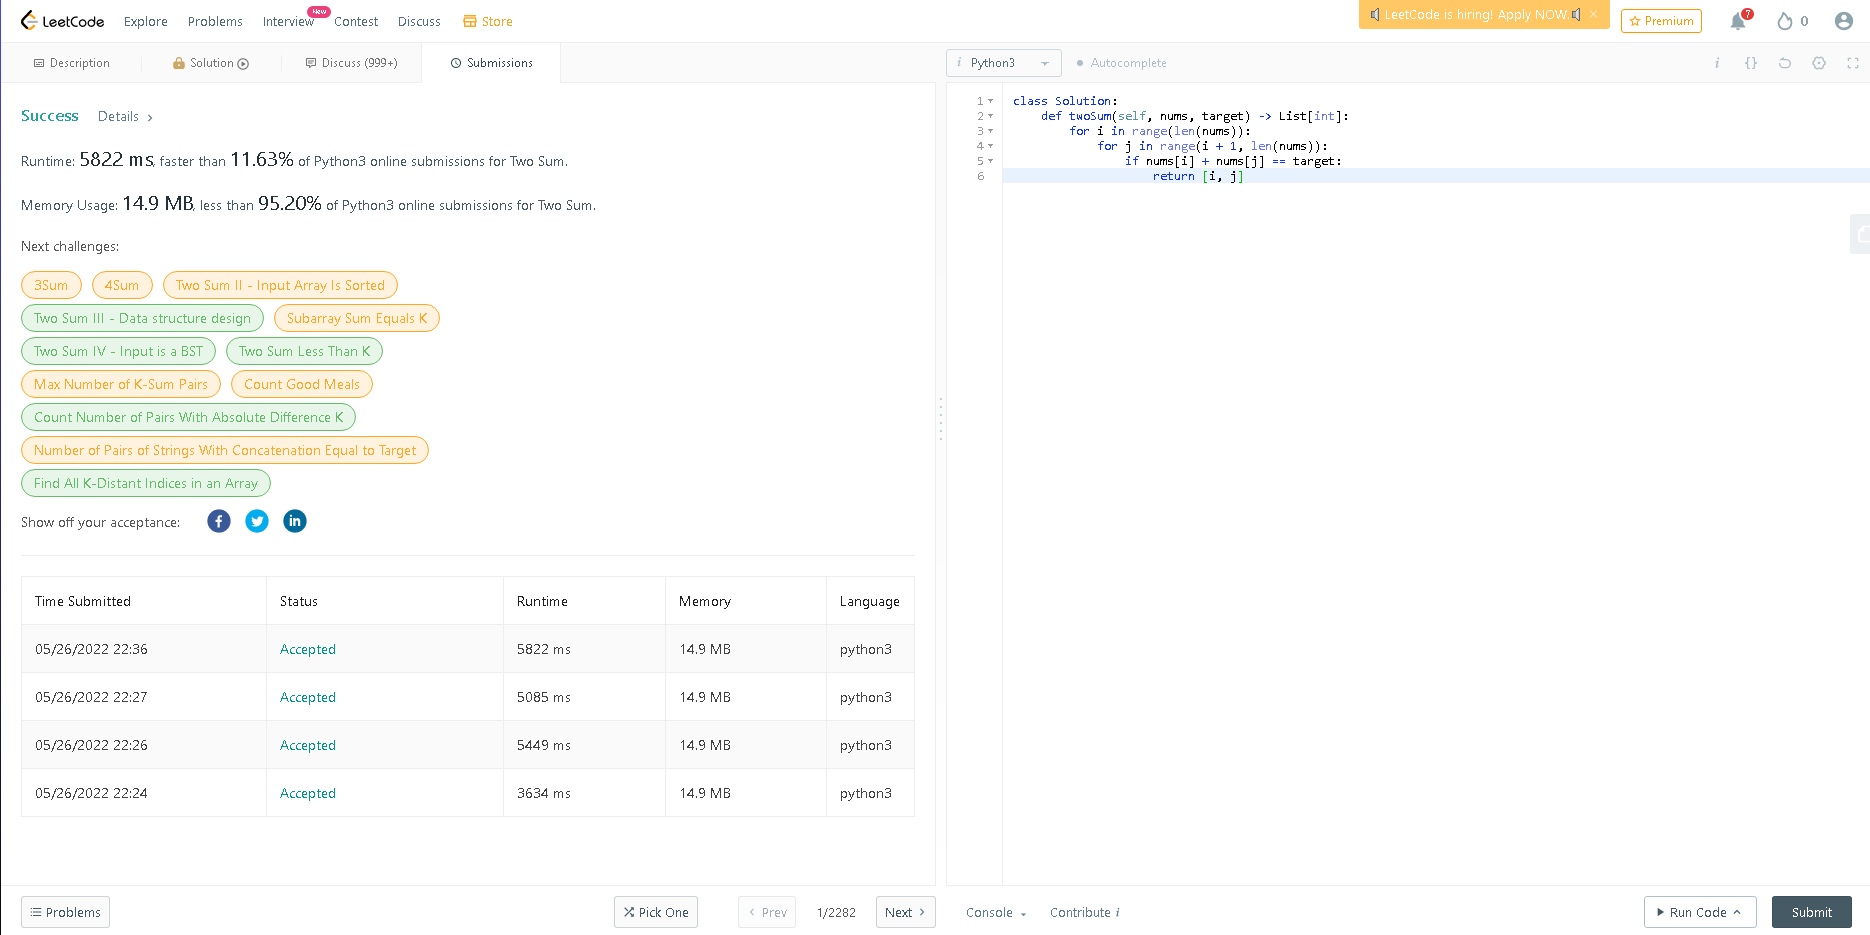 LeetCode Explore Problems Interview New Contest Discuss Store
LeetCode is hiring! Apply NOW. × Premium 7 0
Description Solution Discuss (999+) Submissions
i Python3 Autocomplete i {}
Success Details >
Runtime: 5822 ms, faster than 11.63% of Python3 online submissions for Two Sum.
Memory Usage: 14.9 MB, less than 95.20% of Python3 online submissions for Two Sum.
Next challenges:
3Sum 4Sum Two Sum II - Input Array Is Sorted
Two Sum III - Data structure design Subarray Sum Equals K
Two Sum IV - Input is a BST Two Sum Less Than K
Max Number of K-Sum Pairs Count Good Meals
Count Number of Pairs With Absolute Difference K
Number of Pairs of Strings With Concatenation Equal to Target
Find All K-Distant Indices in an Array
Show off your acceptance:
Time Submitted Status Runtime Memory Language
05/26/2022 22:36 Accepted 5822 ms 14.9 MB python3
05/26/2022 22:27 Accepted 5085 ms 14.9 MB python3
05/26/2022 22:26 Accepted 5449 ms 14.9 MB python3
05/26/2022 22:24 Accepted 3634 ms 14.9 MB python3
1 class Solution:
2 def twoSum(self, nums, target) -> List[int]:
3 for i in range(len(nums)):
4 for j in range(i + 1, len(nums)):
5 if nums[i] + nums[j] == target:
6 return [i, j]
Problems Pick One < Prev 1/2282 Next > Console Contribute i Run Code Submit